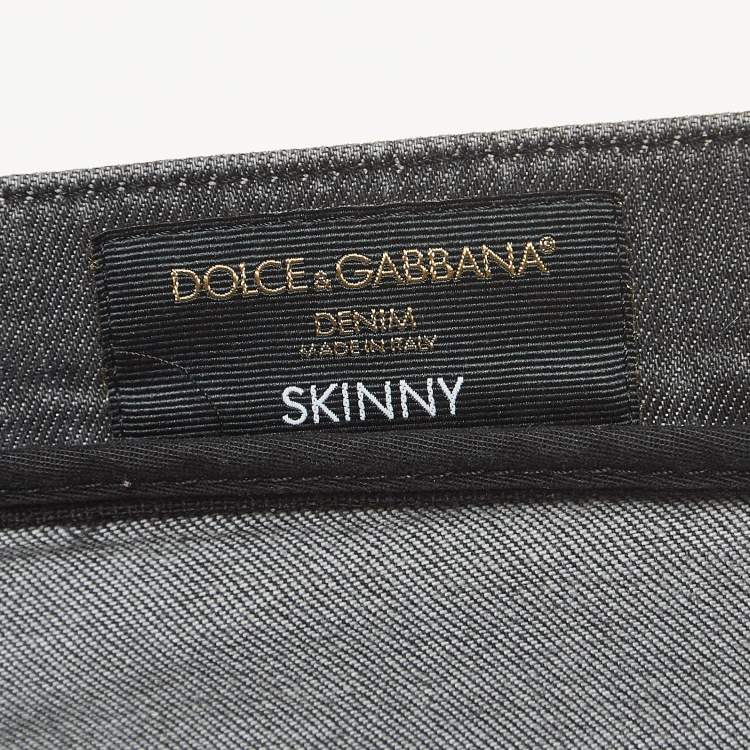 DOLCE & GABBANA®
DENIM
MADE IN ITALY
SKINNY